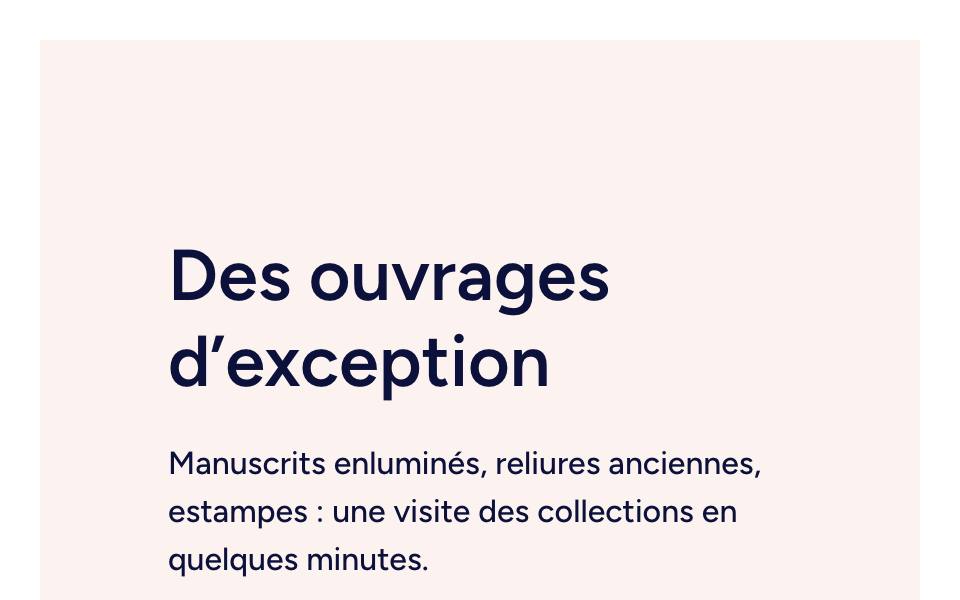 Des ouvrages
d’exception
Manuscrits enluminés, reliures anciennes,
estampes : une visite des collections en
quelques minutes.